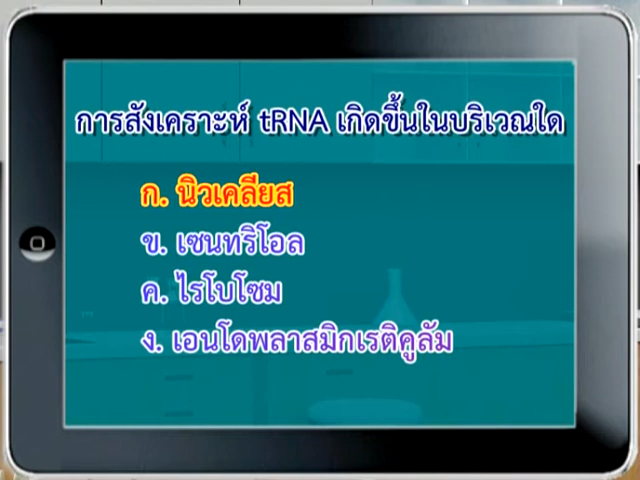 การสังเคราะห์ tRNA เกิดขึ้นในบริเวณใด
ก. นิวเคลียส
ข. เซนทริโอล
ค. ไรโบโซม
ง. เอนโดพลาสมิกเรติคูลัม